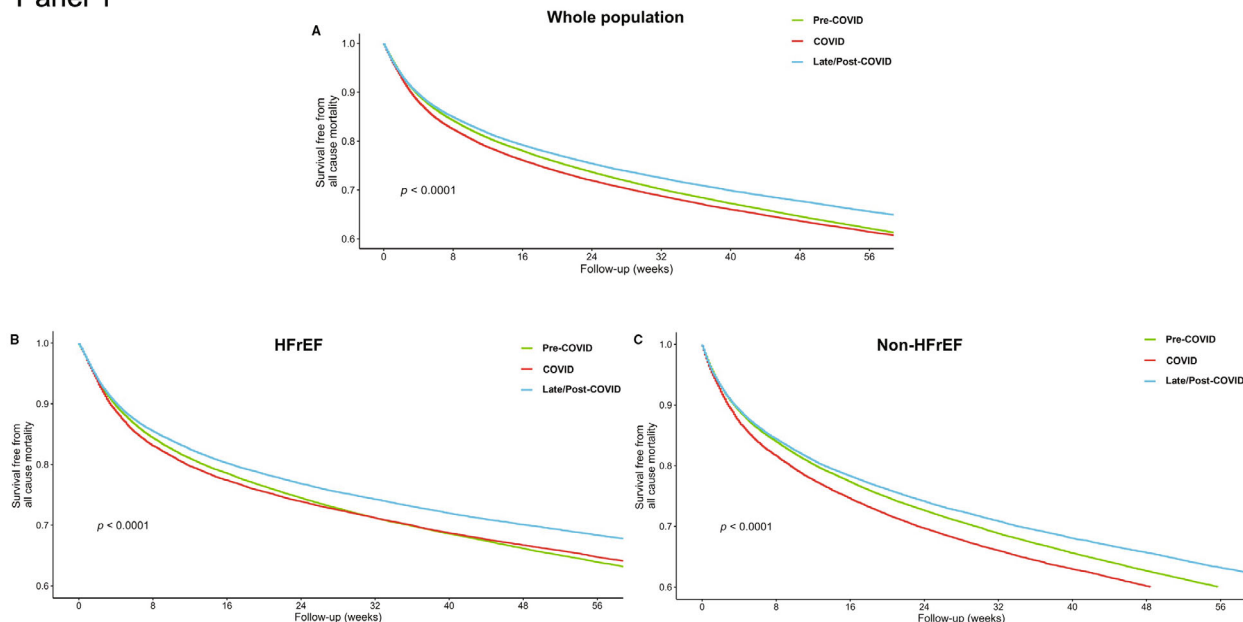 Panel 1
Whole population
A
Pre-COVID
COVID
Late/Post-COVID
1.0
0.9
0.8
0.7
0.6
Survival free from
all cause mortality
p < 0.0001
0 8 16 24 32 40 48 56
Follow-up (weeks)
B
HFrEF
Pre-COVID
COVID
Late/Post-COVID
1.0
0.9
0.8
0.7
0.6
Survival free from
all cause mortality
p < 0.0001
0 8 16 24 32 40 48 56
Follow-up (weeks)
C
Non-HFrEF
Pre-COVID
COVID
Late/Post-COVID
1.0
0.9
0.8
0.7
0.6
Survival free from
all cause mortality
p < 0.0001
0 8 16 24 32 40 48 56
Follow-up (weeks)